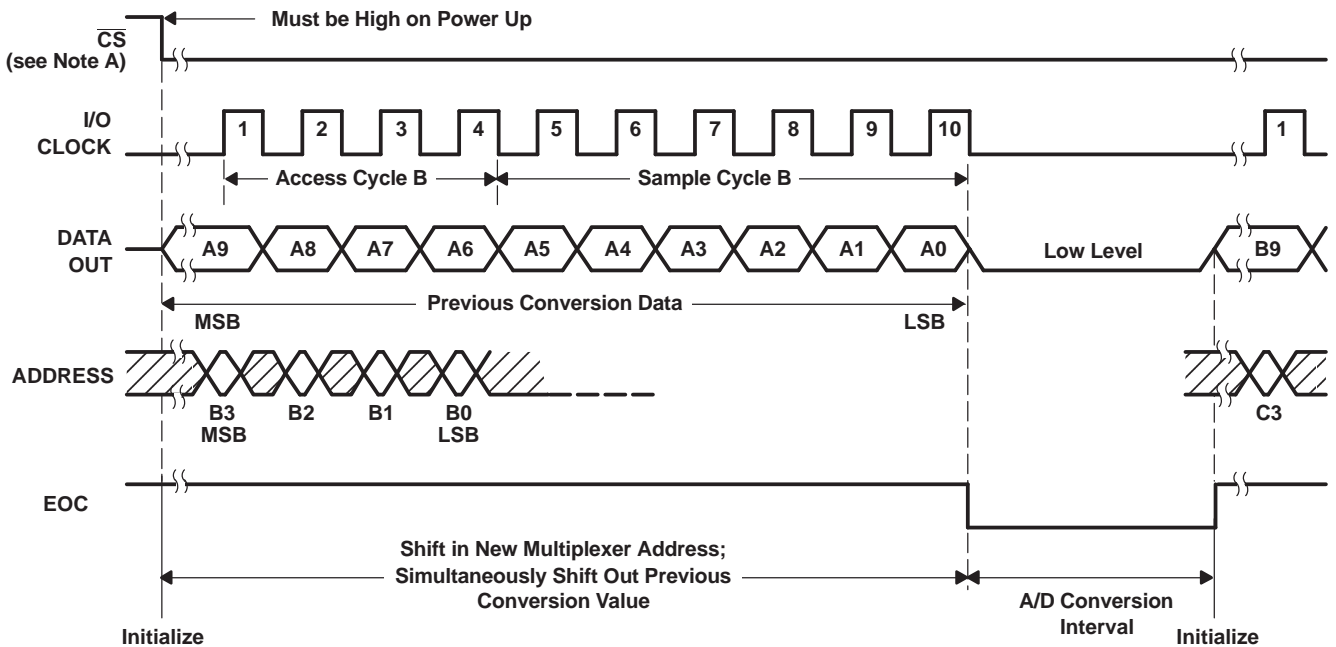 Must be High on Power Up
CS
(see Note A)
I/O
CLOCK
1 2 3 4 5 6 7 8 9 10 1
Access Cycle B Sample Cycle B
DATA
OUT
A9 A8 A7 A6 A5 A4 A3 A2 A1 A0 Low Level B9
Previous Conversion Data
MSB LSB
ADDRESS
B3 B2 B1 B0 C3
MSB LSB
EOC
Shift in New Multiplexer Address;
Simultaneously Shift Out Previous
Conversion Value
A/D Conversion
Interval
Initialize Initialize